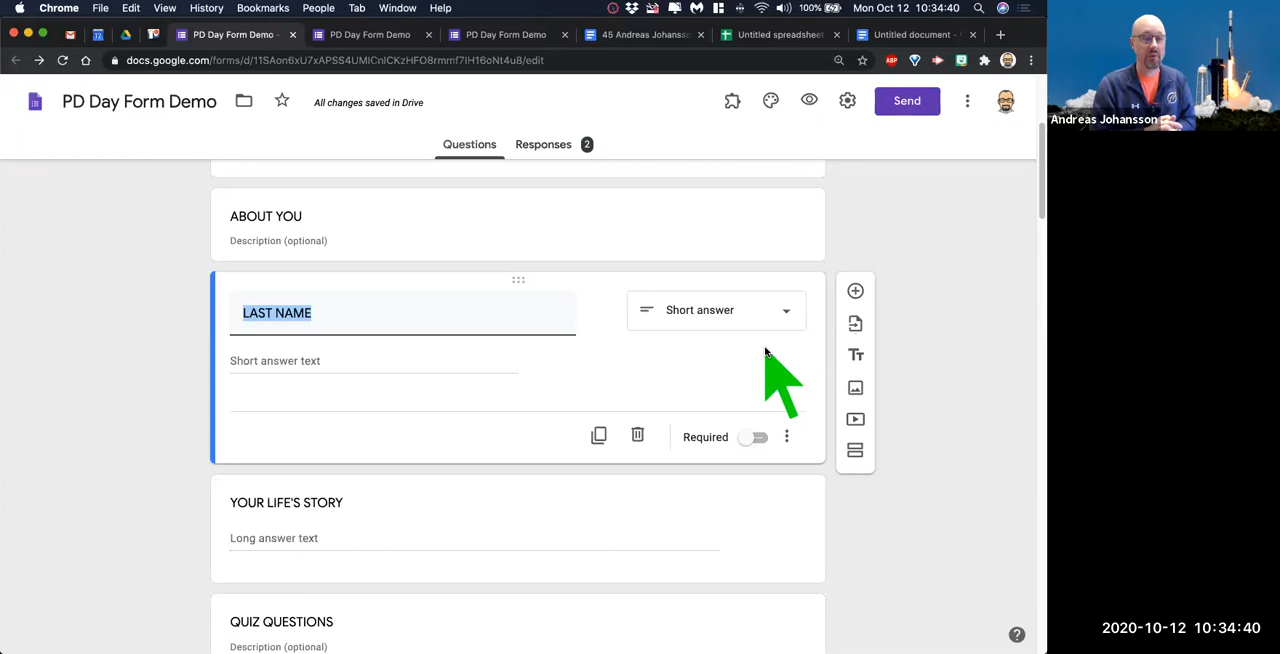 Chrome File Edit View History Bookmarks People Tab Window Help 100% Mon Oct 12 10:34:40
PD Day Form Demo - PD Day Form Demo PD Day Form Demo 45 Andreas Johansso Untitled spreadsheet Untitled document -
docs.google.com/forms/d/11SAon6xU7xAPSS4UMICnICKzHFO8rmmf7IH16oNt4u8/edit ABP
PD Day Form Demo All changes saved in Drive Send
Questions Responses 2
ABOUT YOU
Description (optional)
LAST NAME Short answer
Short answer text
Tt
Required
YOUR LIFE'S STORY
Long answer text
QUIZ QUESTIONS
Description (optional)
?
Andreas Johansson
2020-10-12 10:34:40